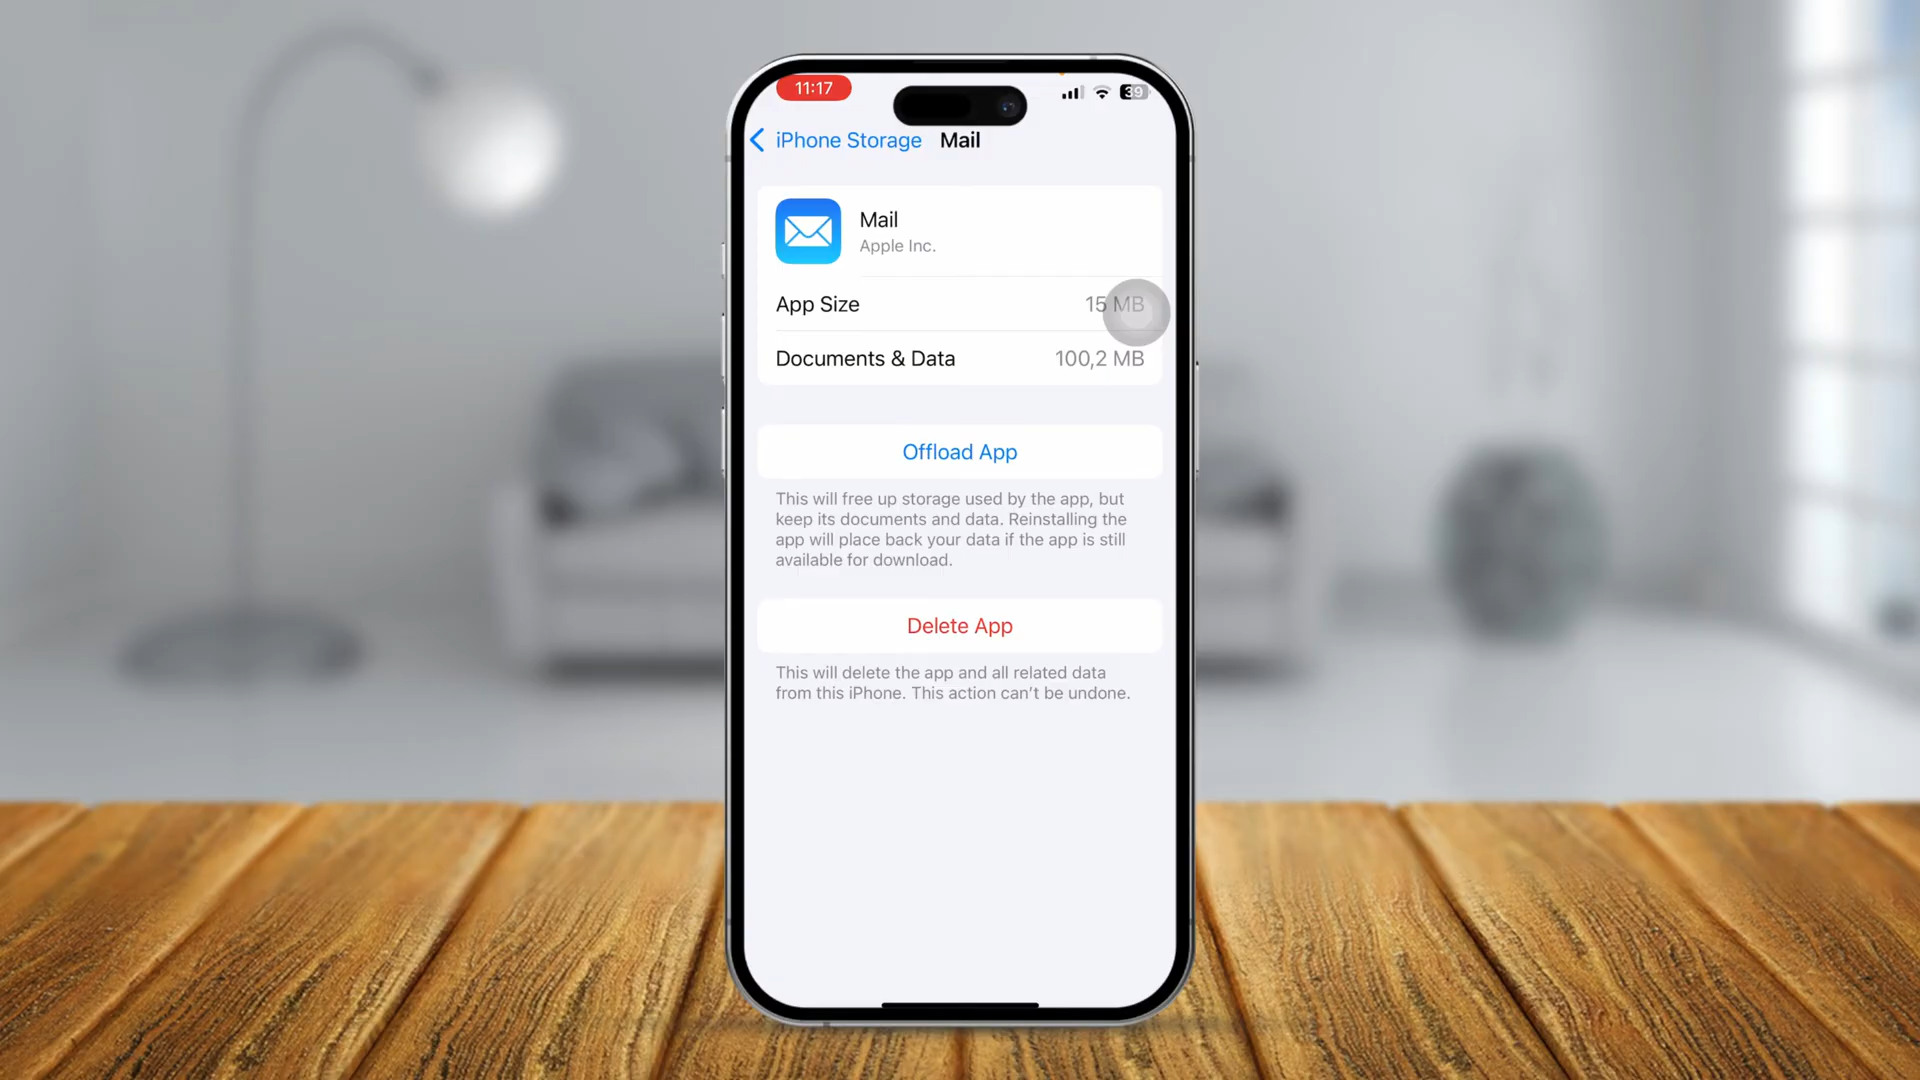 11:17
39
iPhone Storage
Mail
Mail
Apple Inc.
App Size
15 MB
Documents & Data
100,2 MB
Offload App
This will free up storage used by the app, but
keep its documents and data. Reinstalling the
app will place back your data if the app is still
available for download.
Delete App
This will delete the app and all related data
from this iPhone. This action can’t be undone.